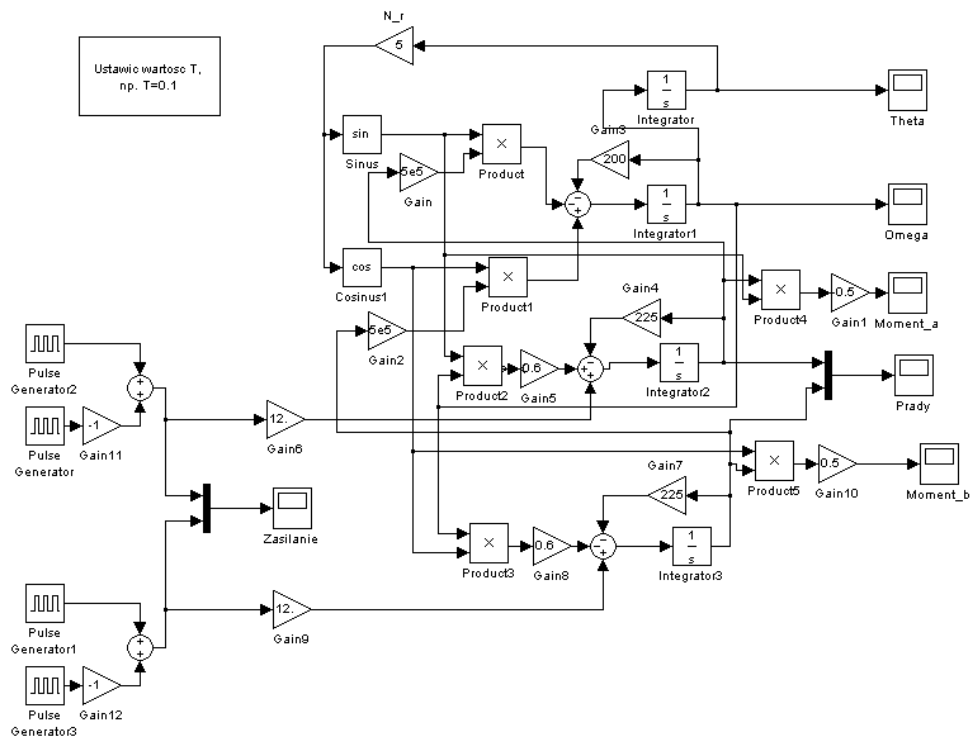 N_r
5
Ustawic wartosc T,
np. T=0.1
1
s
Integrator
Theta
Gain3
200
sin
Sinus
×
Product
5e5
Gain
1
s
Integrator1
Omega
cos
Cosinus1
×
Product1
5e5
Gain2
Gain4
225
×
Product4
-0.5
Gain1
Moment_a
Pulse
Generator2
×
Product2
0.6
Gain5
1
s
Integrator2
Prady
Pulse
Generator
-1
Gain11
12.
Gain6
Gain7
225
×
Product5
0.5
Gain10
Moment_b
Zasilanie
×
Product3
0.6
Gain8
1
s
Integrator3
Pulse
Generator1
12.
Gain9
Pulse
Generator3
-1
Gain12